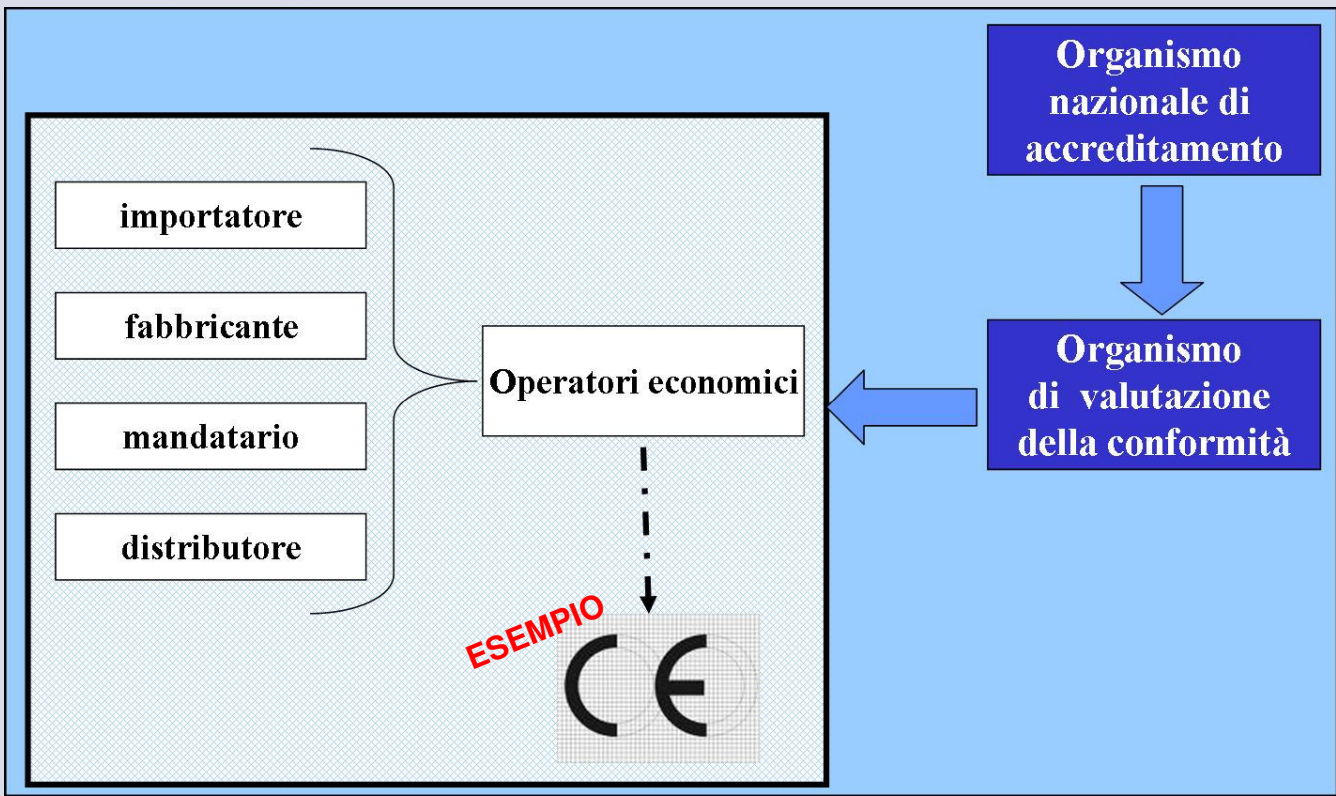 Organismo
nazionale di
accreditamento
importatore
fabbricante
mandatario
distributore
Operatori economici
Organismo
di valutazione
della conformità
ESEMPIO
CE